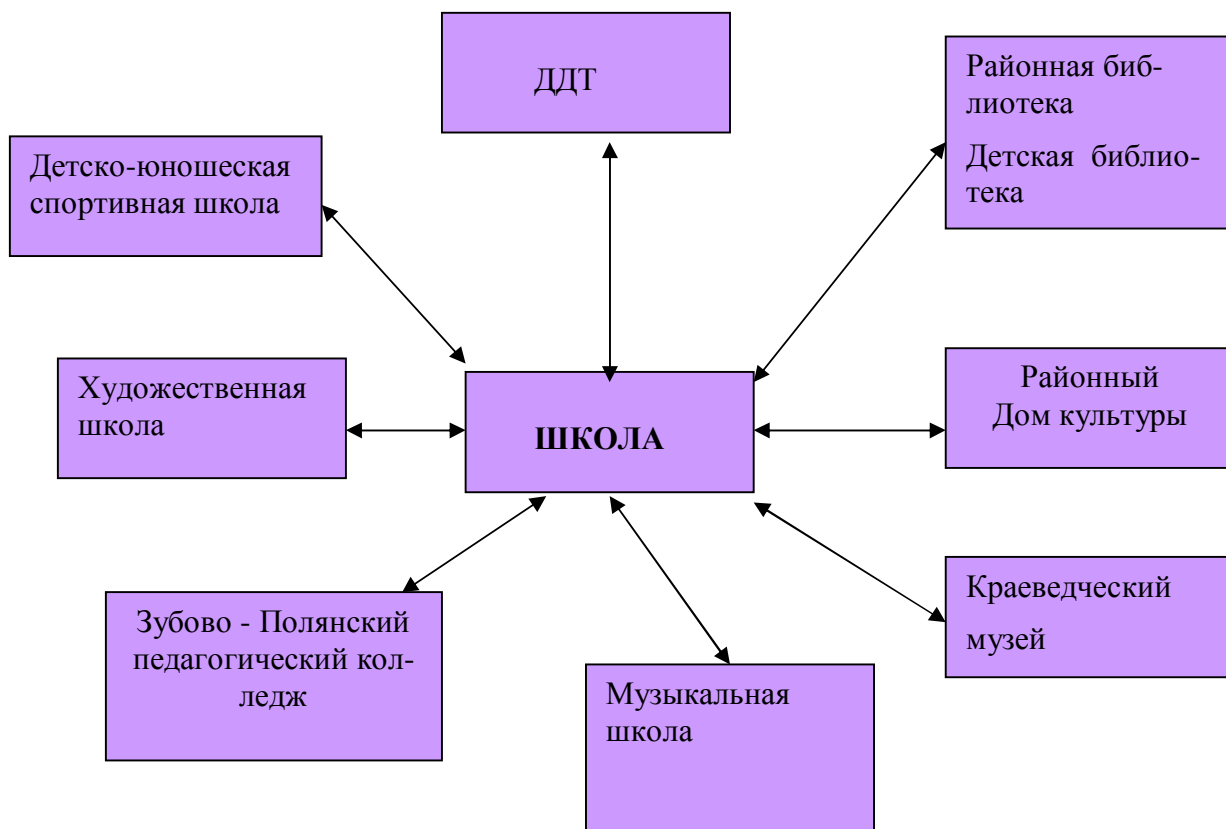 ДДТ
Районная биб-
лиотека
Детская библио-
тека
Детско-юношеская
спортивная школа
Художественная
школа
ШКОЛА
Районный
Дом культуры
Зубово - Полянский
педагогический кол-
ледж
Музыкальная
школа
Краеведческий
музей